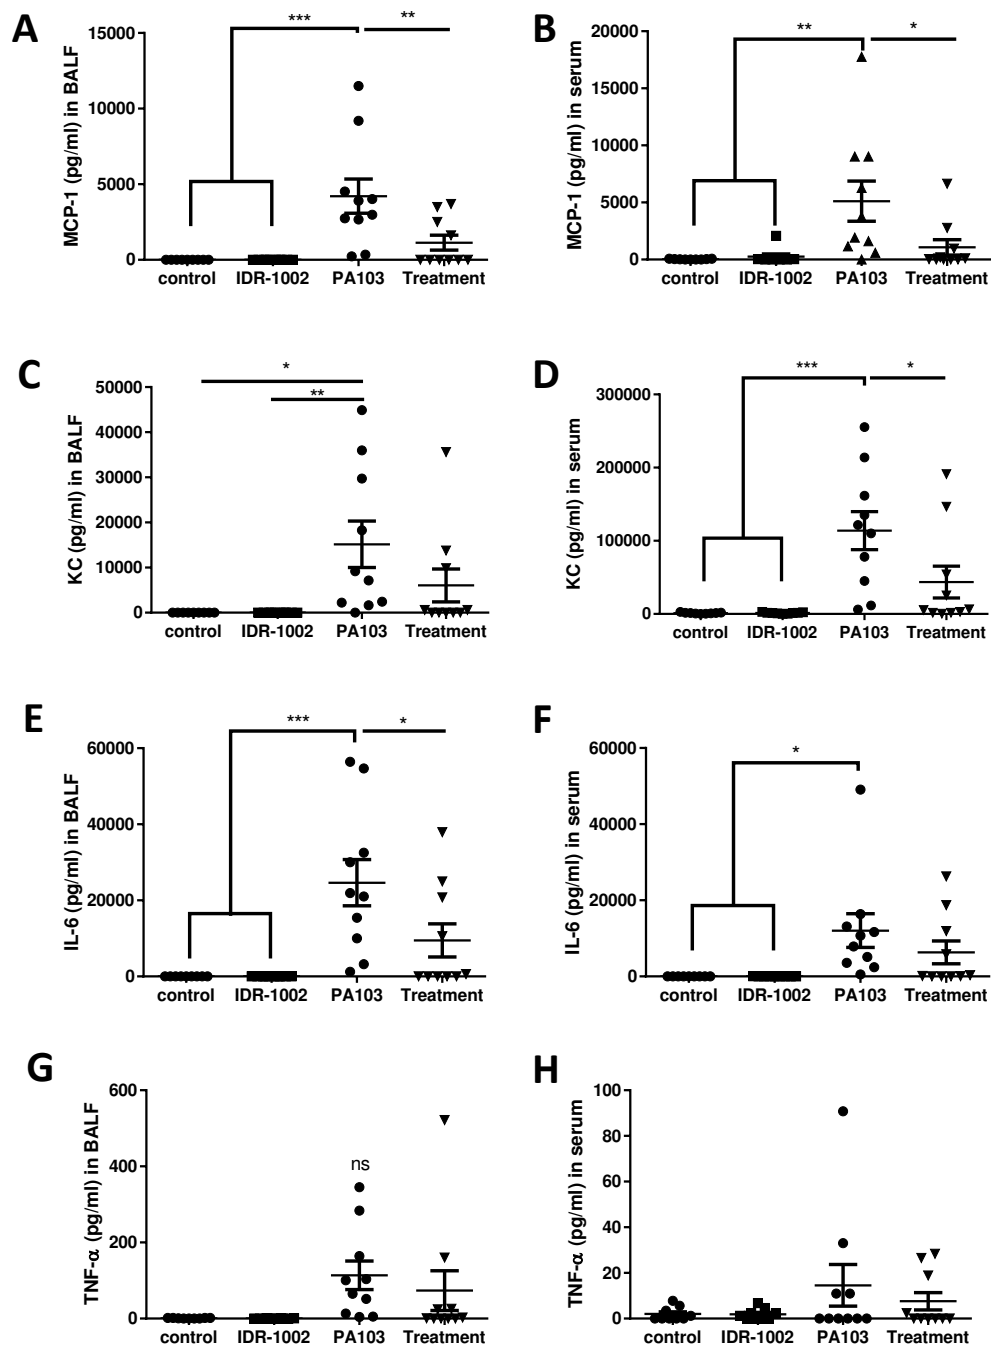 A
MCP-1 (pg/ml) in BALF
15000
10000
5000
0
***
**
control IDR-1002 PA103 Treatment
B
MCP-1 (pg/ml) in serum
20000
15000
10000
5000
0
**
*
control IDR-1002 PA103 Treatment
C
KC (pg/ml) in BALF
50000
40000
30000
20000
10000
0
*
**
control IDR-1002 PA103 Treatment
D
KC (pg/ml) in serum
300000
200000
100000
0
***
*
control IDR-1002 PA103 Treatment
E
IL-6 (pg/ml) in BALF
60000
40000
20000
0
***
*
control IDR-1002 PA103 Treatment
F
IL-6 (pg/ml) in serum
60000
40000
20000
0
*
control IDR-1002 PA103 Treatment
G
TNF-α (pg/ml) in BALF
600
400
200
0
ns
control IDR-1002 PA103 Treatment
H
TNF-α (pg/ml) in serum
100
80
60
40
20
0
control IDR-1002 PA103 Treatment